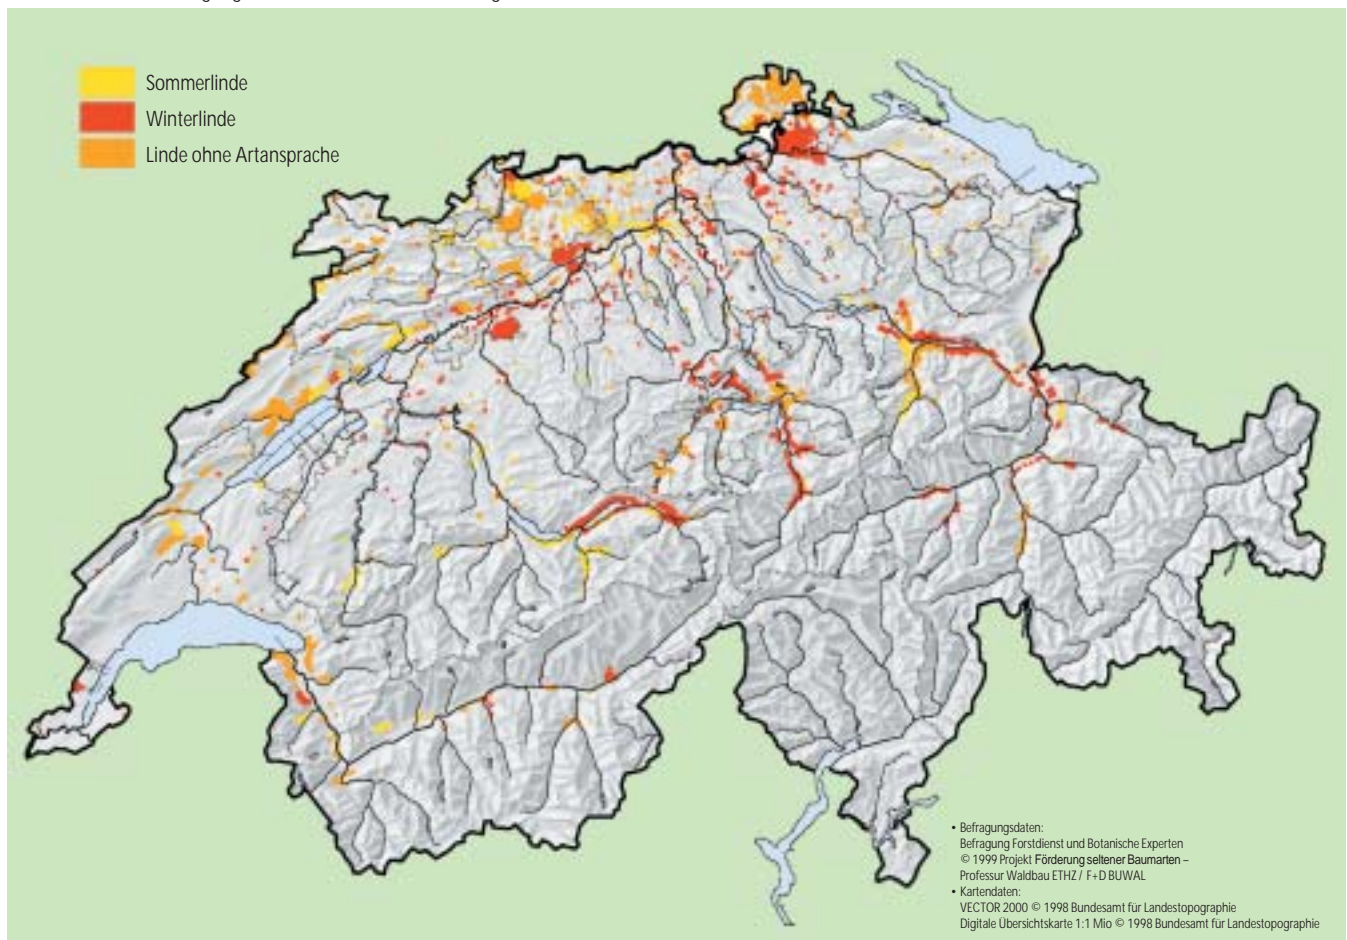 Sommerlinde
Winterlinde
Linde ohne Artansprache
• Befragungsdaten:
Befragung Forstdienst und Botanische Experten
© 1999 Projekt Förderung seltener Baumarten –
Professur Waldbau ETHZ / F+D BUWAL
• Kartendaten:
VECTOR 2000 © 1998 Bundesamt für Landestopographie
Digitale Übersichtskarte 1:1 Mio © 1998 Bundesamt für Landestopographie